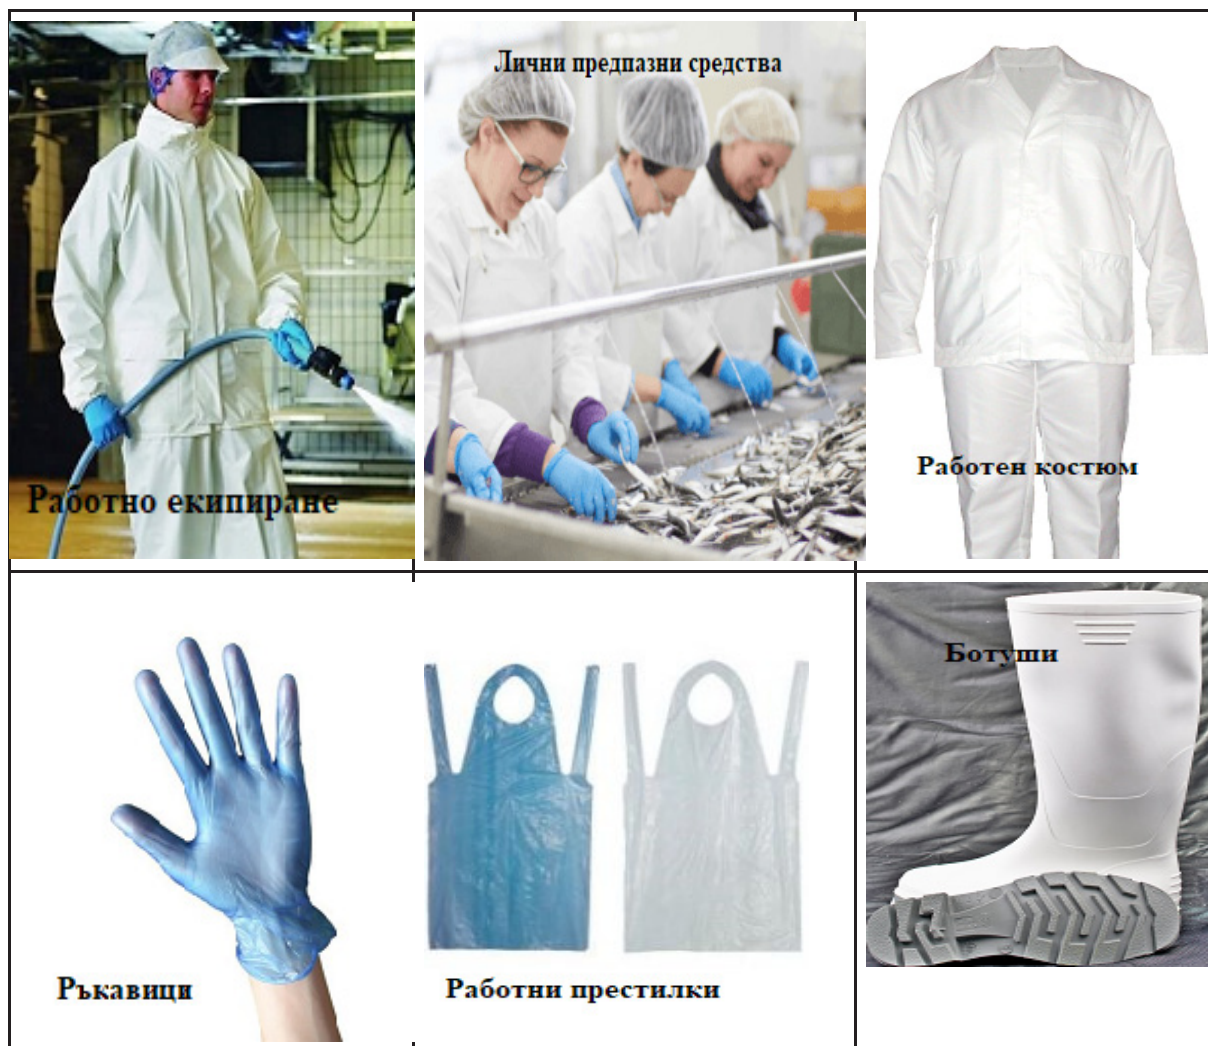 Работно екипиране
Лични предпазни средства
Работен костюм
Ръкавици
Работни престилки
Ботуши